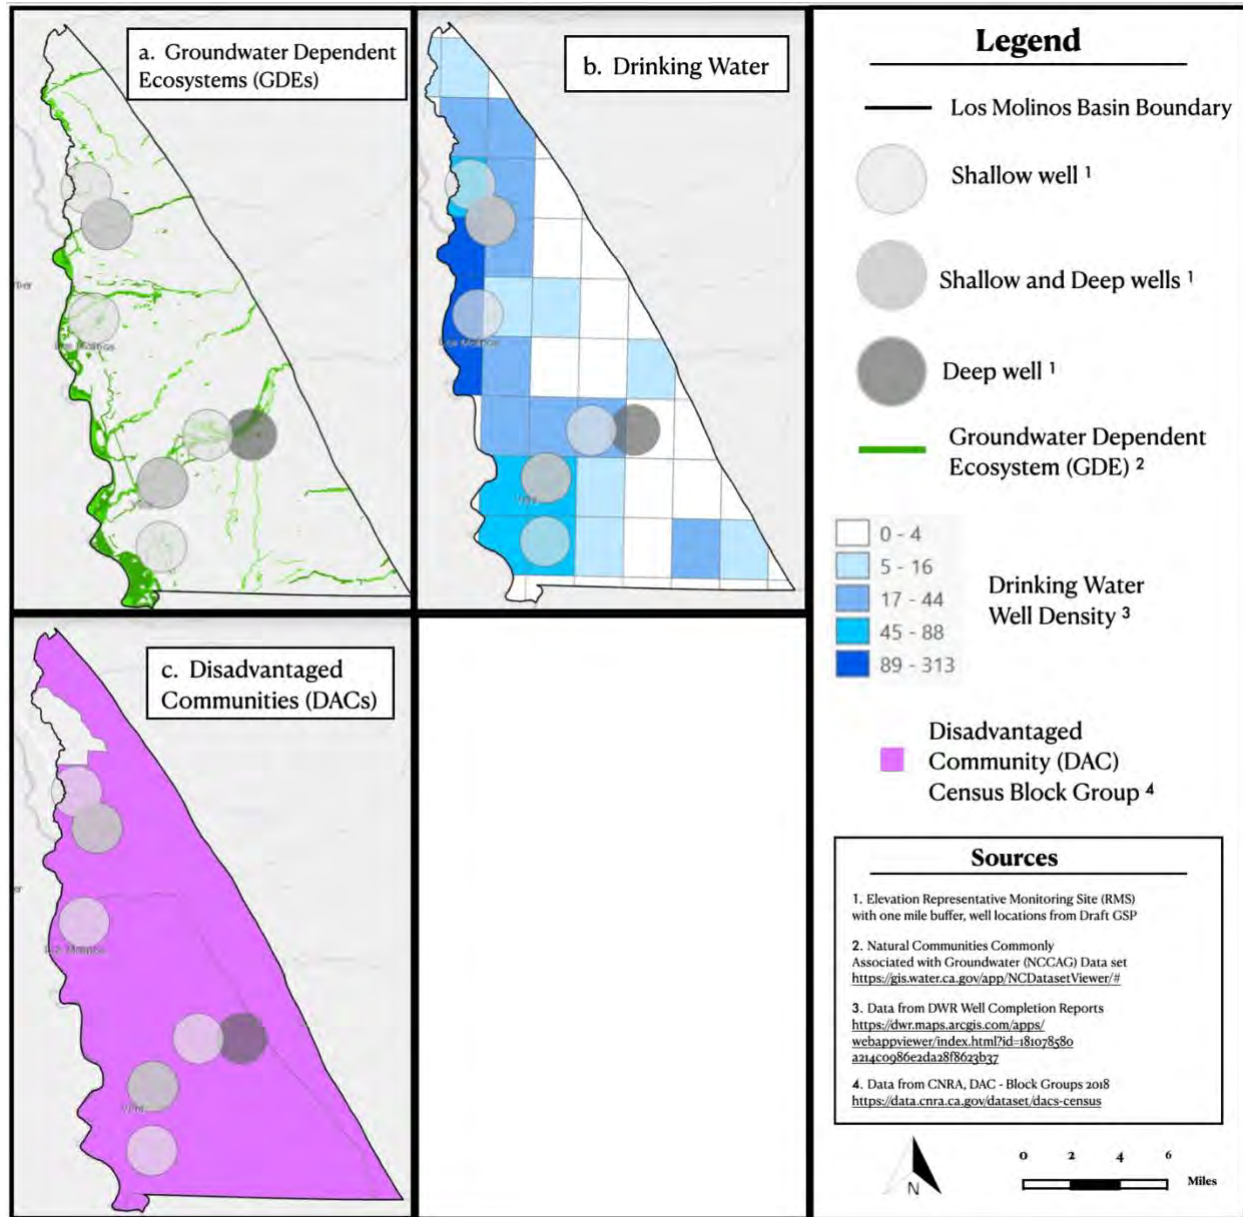 a. Groundwater Dependent
Ecosystems (GDEs)
Los Molinos
b. Drinking Water
Los Molinos
c. Disadvantaged
Communities (DACs)
Los Molinos
Legend
Los Molinos Basin Boundary
Shallow well ¹
Shallow and Deep wells ¹
Deep well ¹
Groundwater Dependent
Ecosystem (GDE) ²
0 - 4
5 - 16
17 - 44
45 - 88
89 - 313
Drinking Water
Well Density ³
Disadvantaged
Community (DAC)
Census Block Group ⁴
Sources
1. Elevation Representative Monitoring Site (RMS)
with one mile buffer, well locations from Draft GSP
2. Natural Communities Commonly
Associated with Groundwater (NCCAG) Data set
https://gis.water.ca.gov/app/NCDatasetViewer/#
3. Data from DWR Well Completion Reports
https://dwr.maps.arcgis.com/apps/
webappviewer/index.html?id=181078580
a214c0986e2da28f8623b37
4. Data from CNRA, DAC - Block Groups 2018
https://data.cnra.ca.gov/dataset/dacs-census
N
0 2 4 6
Miles